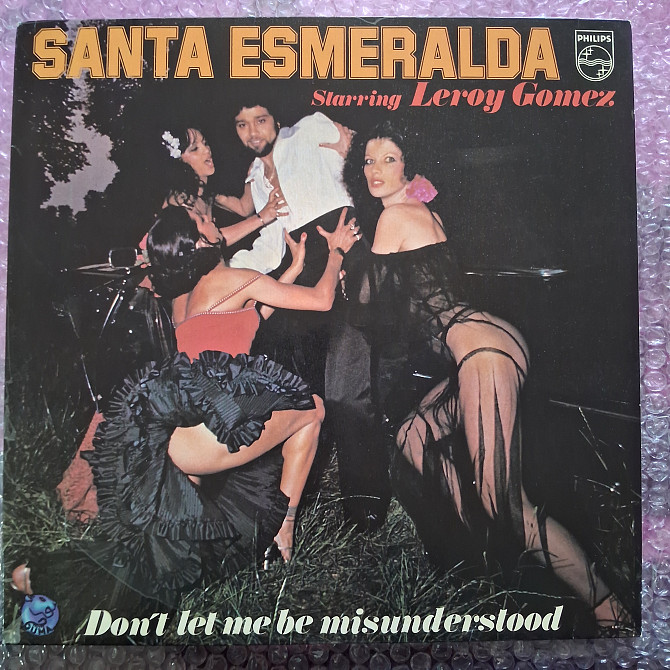 SANTA ESMERALDA
PHILIPS
Starring Leroy Gomez
Don't let me be misunderstood